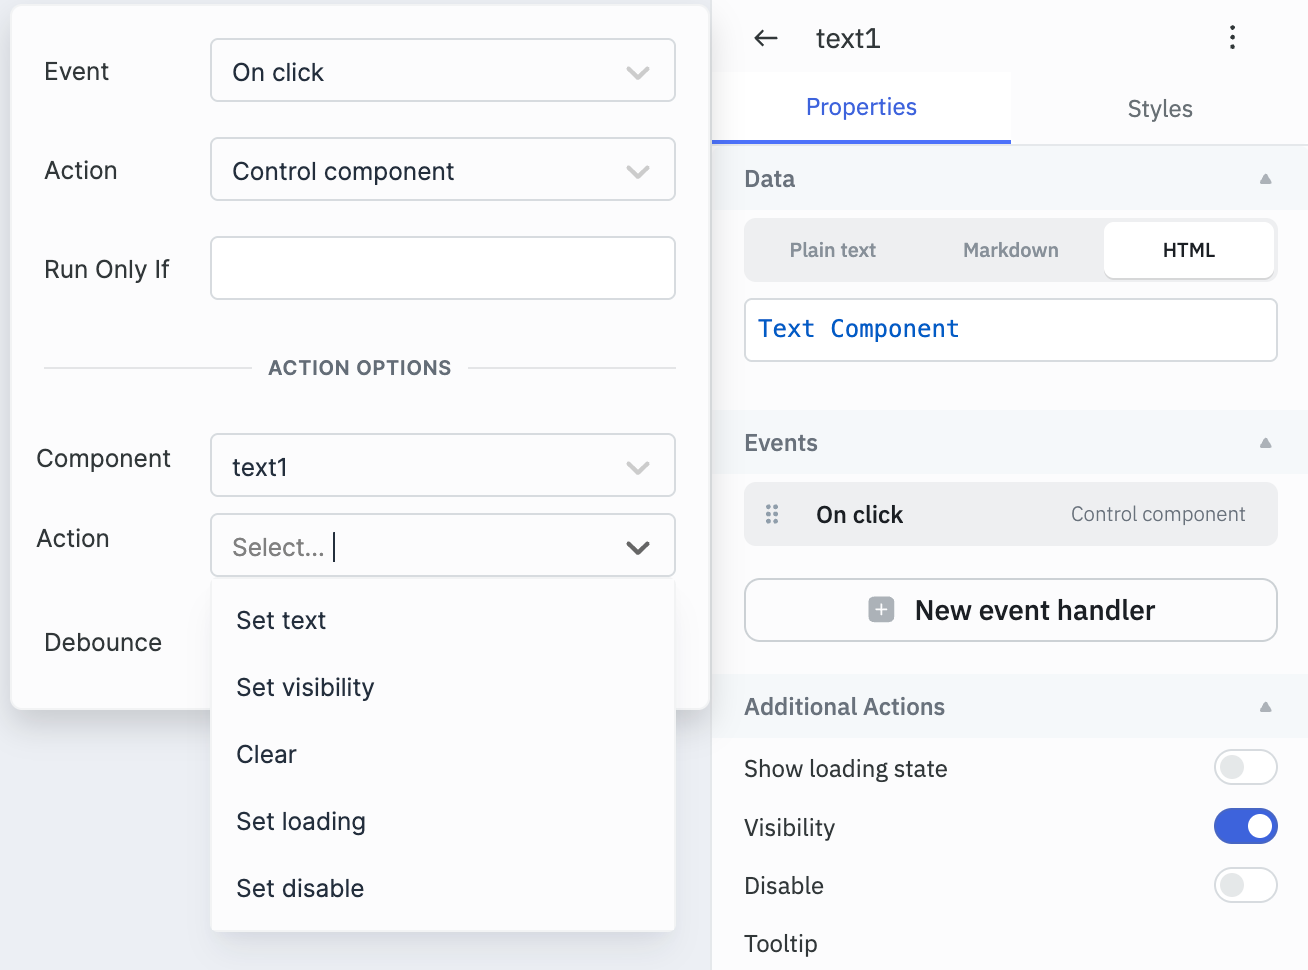 Event
On click
Action
Control component
Run Only If
ACTION OPTIONS
Component
text1
Action
Select...
Set text
Set visibility
Clear
Set loading
Set disable
Debounce
text1
Properties
Styles
Data
Plain text
Markdown
HTML
Text Component
Events
On click
Control component
New event handler
Additional Actions
Show loading state
Visibility
Disable
Tooltip